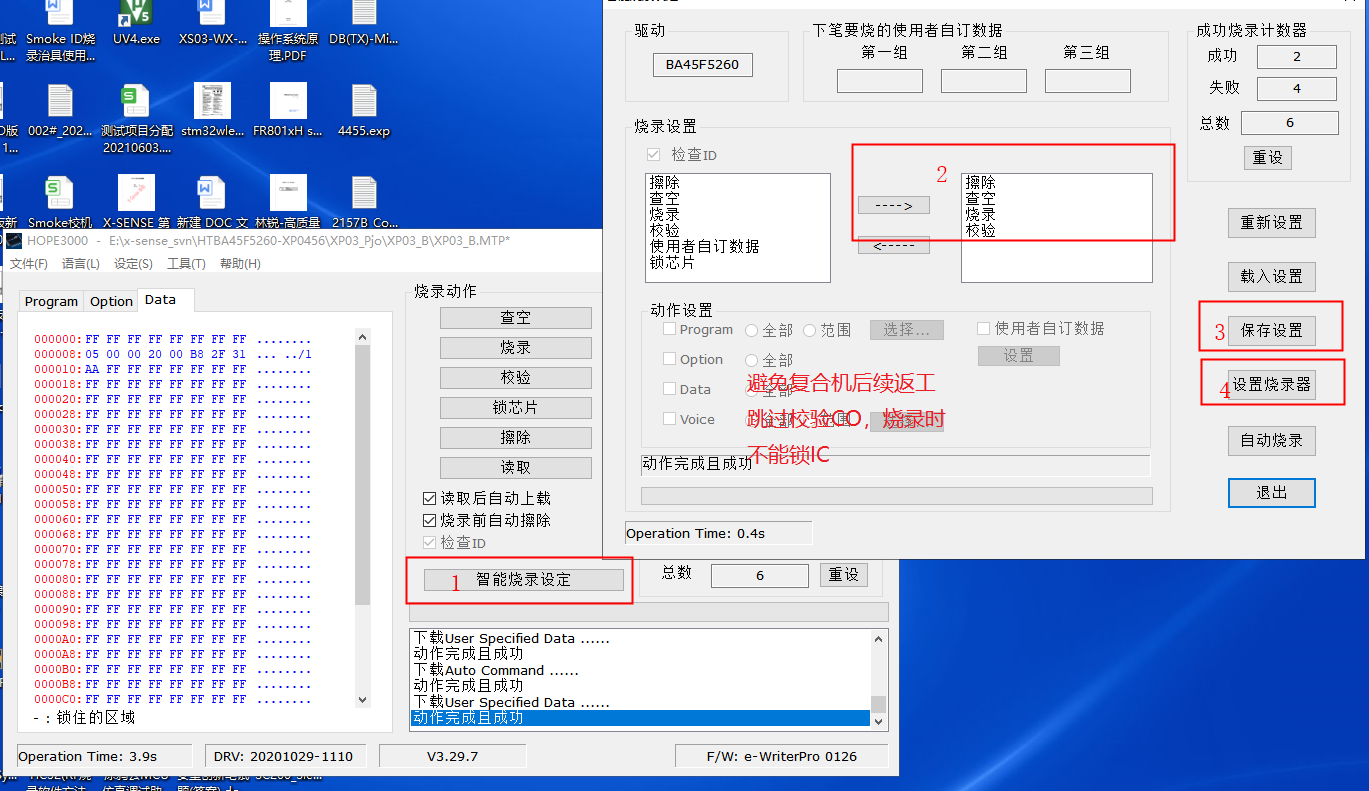 Smoke ID烧
录治具使用...
UV4.exe
XS03-WX-...
操作系统原
理.PDF
DB(TX)-Mi...
002#_202...
测试项目分配
20210603....
stm32wle...
FR801xH s...
4455.exp
Smoke校机
X-SENSE 第
新建 DOC 文
林锐-高质量
2157B_Co...
HOPE3000 - E:\x-sense_svn\HTBA45F5260-XP0456\XP03_Pjo\XP03_B\XP03_B.MTP*
文件(F) 语言(L) 设定(S) 工具(T) 帮助(H)
Program Option Data
000000: FF FF FF FF FF FF FF FF ........
000008: 05 00 00 20 00 B8 2F 31 ... ../1
000010: AA FF FF FF FF FF FF FF ........
000018: FF FF FF FF FF FF FF FF ........
000020: FF FF FF FF FF FF FF FF ........
000028: FF FF FF FF FF FF FF FF ........
000030: FF FF FF FF FF FF FF FF ........
000038: FF FF FF FF FF FF FF FF ........
000040: FF FF FF FF FF FF FF FF ........
000048: FF FF FF FF FF FF FF FF ........
000050: FF FF FF FF FF FF FF FF ........
000058: FF FF FF FF FF FF FF FF ........
000060: FF FF FF FF FF FF FF FF ........
000068: FF FF FF FF FF FF FF FF ........
000070: FF FF FF FF FF FF FF FF ........
000078: FF FF FF FF FF FF FF FF ........
000080: FF FF FF FF FF FF FF FF ........
000088: FF FF FF FF FF FF FF FF ........
000090: FF FF FF FF FF FF FF FF ........
000098: FF FF FF FF FF FF FF FF ........
0000A0: FF FF FF FF FF FF FF FF ........
0000A8: FF FF FF FF FF FF FF FF ........
0000B0: FF FF FF FF FF FF FF FF ........
0000B8: FF FF FF FF FF FF FF FF ........
0000C0: FF FF FF FF FF FF FF FF ........
-：锁住的区域
烧录动作
查空
烧录
校验
锁芯片
擦除
读取
读取后自动上载
烧录前自动擦除
检查ID
1 智能烧录设定
总数 6 重设
下载User Specified Data ......
动作完成且成功
下载Auto Command ......
动作完成且成功
下载User Specified Data ......
动作完成且成功
Operation Time: 3.9s
DRV: 20201029-1110
V3.29.7
F/W: e-WriterPro 0126
驱动
BA45F5260
下笔要烧的使用者自订数据
第一组 第二组 第三组
成功烧录计数器
成功 2
失败 4
总数 6
重设
烧录设置
检查ID
擦除
查空
烧录
校验
使用者自订数据
锁芯片
2
---->
<-----
擦除
查空
烧录
校验
重新设置
载入设置
3 保存设置
4 设置烧录器
自动烧录
退出
动作设置
Program 全部 范围 选择...
使用者自订数据
设置
Option 全部
Data 全部
Voice 全部 范围
避免复合机后续返工
跳过校验CO，烧录时
不能锁IC
动作完成且成功
Operation Time: 0.4s